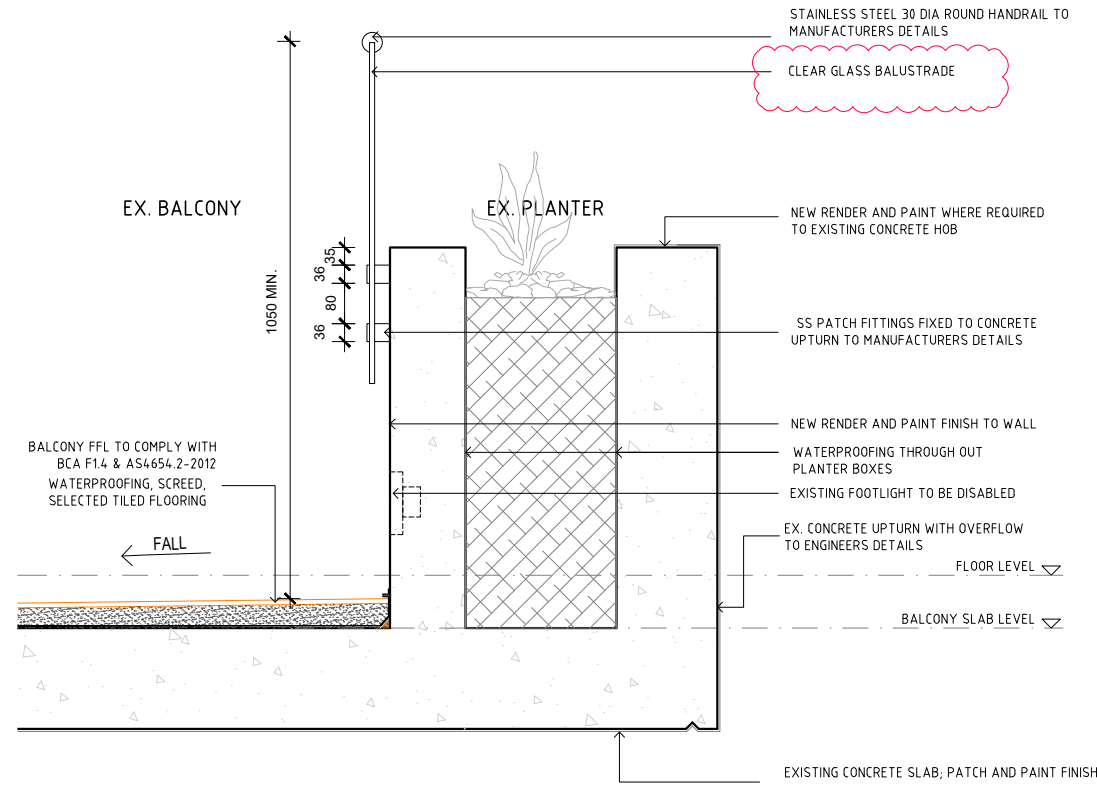 STAINLESS STEEL 30 DIA ROUND HANDRAIL TO
MANUFACTURERS DETAILS
CLEAR GLASS BALUSTRADE
EX. BALCONY
EX. PLANTER
NEW RENDER AND PAINT WHERE REQUIRED
TO EXISTING CONCRETE HOB
35
36
80
36
1050 MIN.
SS PATCH FITTINGS FIXED TO CONCRETE
UPTURN TO MANUFACTURERS DETAILS
NEW RENDER AND PAINT FINISH TO WALL
BALCONY FFL TO COMPLY WITH
BCA F1.4 & AS4654.2-2012
WATERPROOFING, SCREED,
SELECTED TILED FLOORING
WATERPROOFING THROUGH OUT
PLANTER BOXES
EXISTING FOOTLIGHT TO BE DISABLED
EX. CONCRETE UPTURN WITH OVERFLOW
TO ENGINEERS DETAILS
FALL
FLOOR LEVEL
BALCONY SLAB LEVEL
EXISTING CONCRETE SLAB; PATCH AND PAINT FINISH